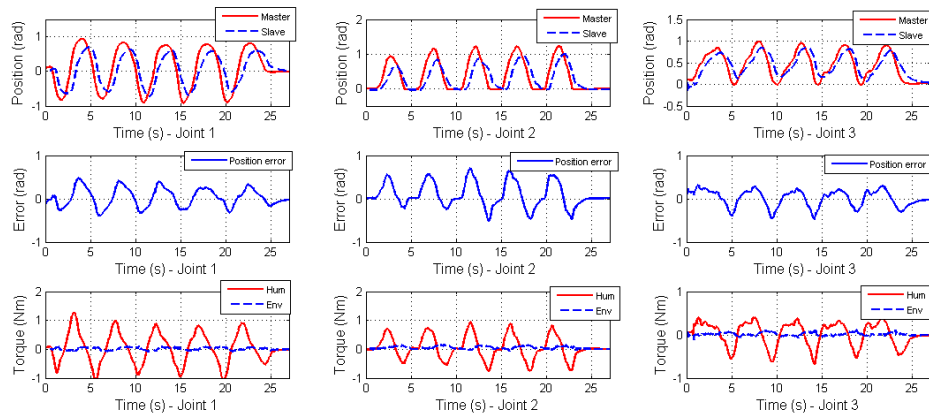 Position (rad)
1
0
-1
Master
Slave
0 5 10 15 20 25
Time (s) - Joint 1
Position (rad)
2
1
0
Master
Slave
0 5 10 15 20 25
Time (s) - Joint 2
Position (rad)
1.5
1
0.5
0
0.5
Master
Slave
0 5 10 15 20 25
Time (s) - Joint 3
Error (rad)
1
0
-1
Position error
0 5 10 15 20 25
Time (s) - Joint 1
Error (rad)
1
0
-1
Position error
0 5 10 15 20 25
Time (s) - Joint 2
Error (rad)
1
0
-1
Position error
0 5 10 15 20 25
Time (s) - Joint 3
Torque (Nm)
2
1
0
-1
Hum
Env
0 5 10 15 20 25
Time (s) - Joint 1
Torque (Nm)
2
1
0
-1
Hum
Env
0 5 10 15 20 25
Time (s) - Joint 2
Torque (Nm)
1
0
-1
Hum
Env
0 5 10 15 20 25
Time (s) - Joint 3